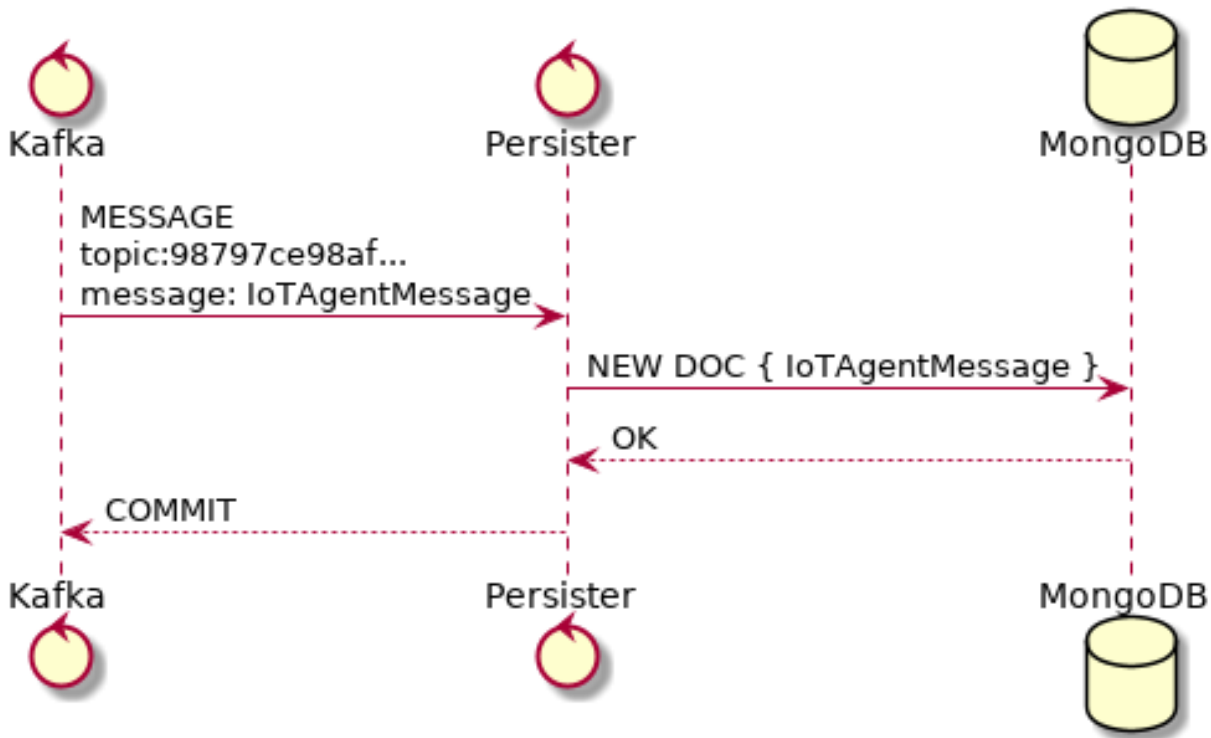 Kafka
Persister
MongoDB
MESSAGE
topic:98797ce98af...
message: IoTAgentMessage
NEW DOC { IoTAgentMessage }
OK
COMMIT
Kafka
Persister
MongoDB